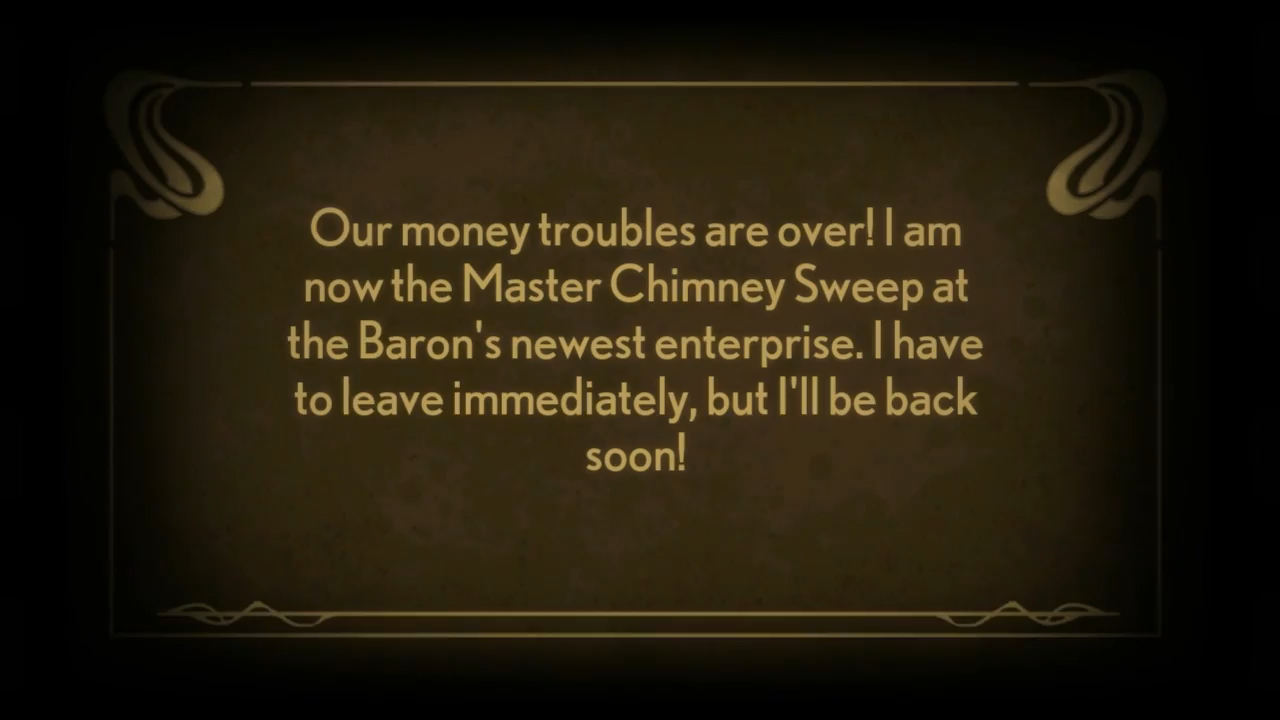 Our money troubles are over! I am
now the Master Chimney Sweep at
the Baron's newest enterprise. I have
to leave immediately, but I'll be back
soon!